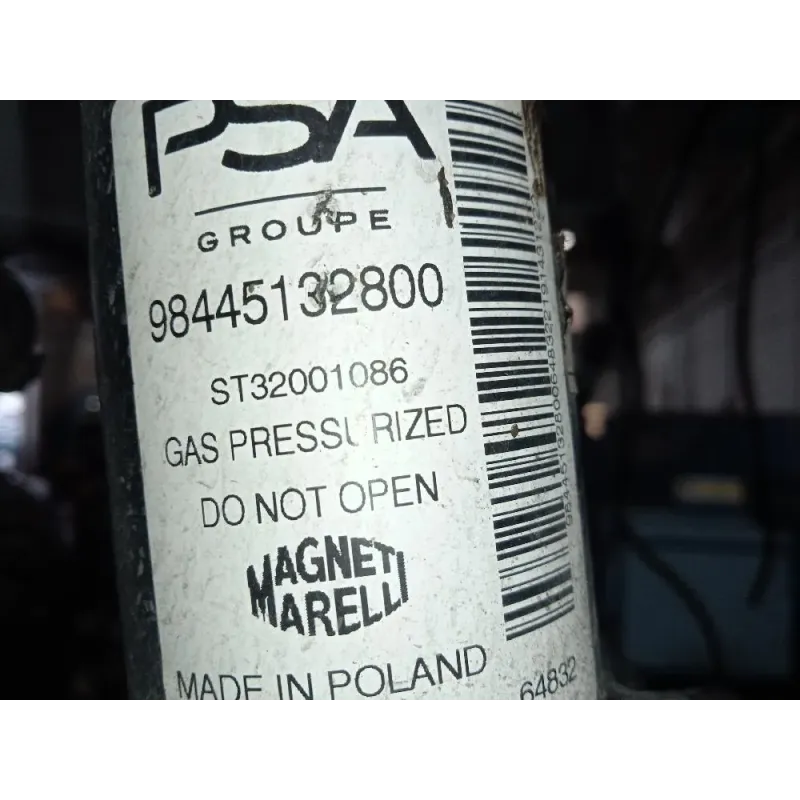 PSA
GROUPE
98445132800
ST32001086
GAS PRESSURIZED
DO NOT OPEN
MAGNETI
MARELLI
MADE IN POLAND
64832